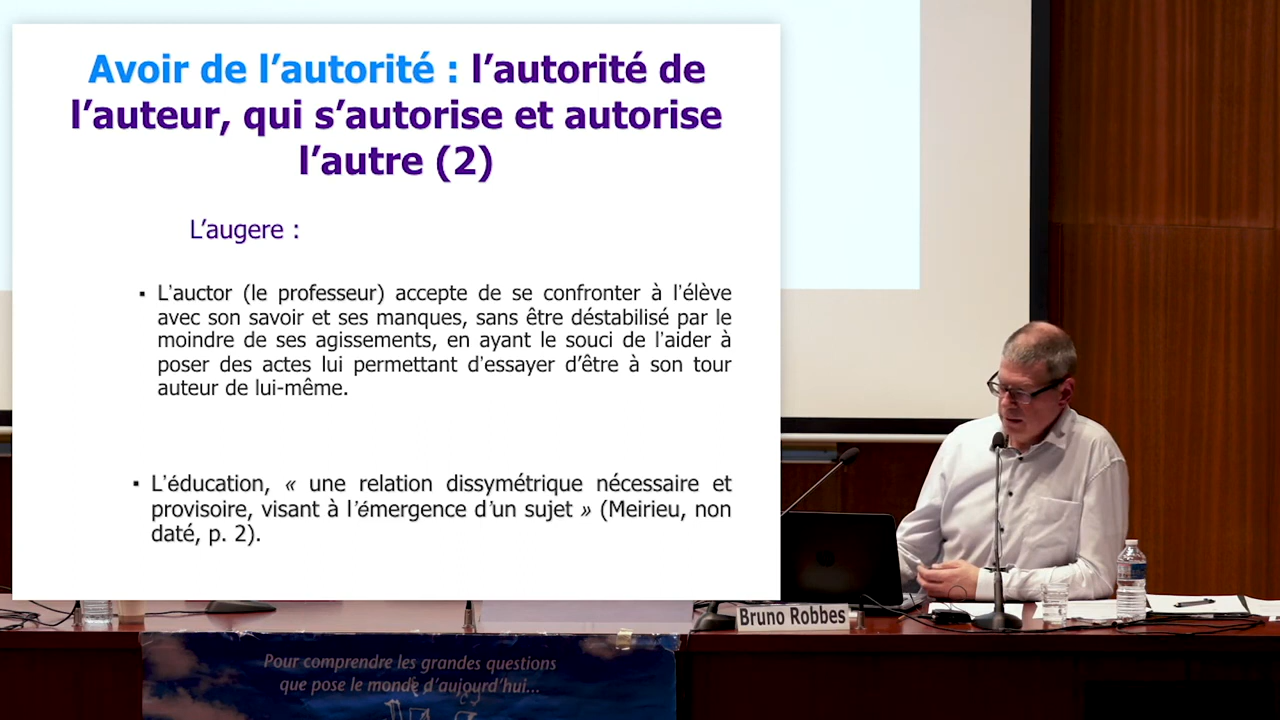 Avoir de l’autorité : l’autorité de
l’auteur, qui s’autorise et autorise
l’autre (2)
L’augere :
▪ L’auctor (le professeur) accepte de se confronter à l’élève
avec son savoir et ses manques, sans être déstabilisé par le
moindre de ses agissements, en ayant le souci de l’aider à
poser des actes lui permettant d’essayer d’être à son tour
auteur de lui-même.
▪ L’éducation, « une relation dissymétrique nécessaire et
provisoire, visant à l’émergence d’un sujet » (Meirieu, non
daté, p. 2).
Bruno Robbes
Pour comprendre les grandes questions
que pose le monde d’aujourd’hui...